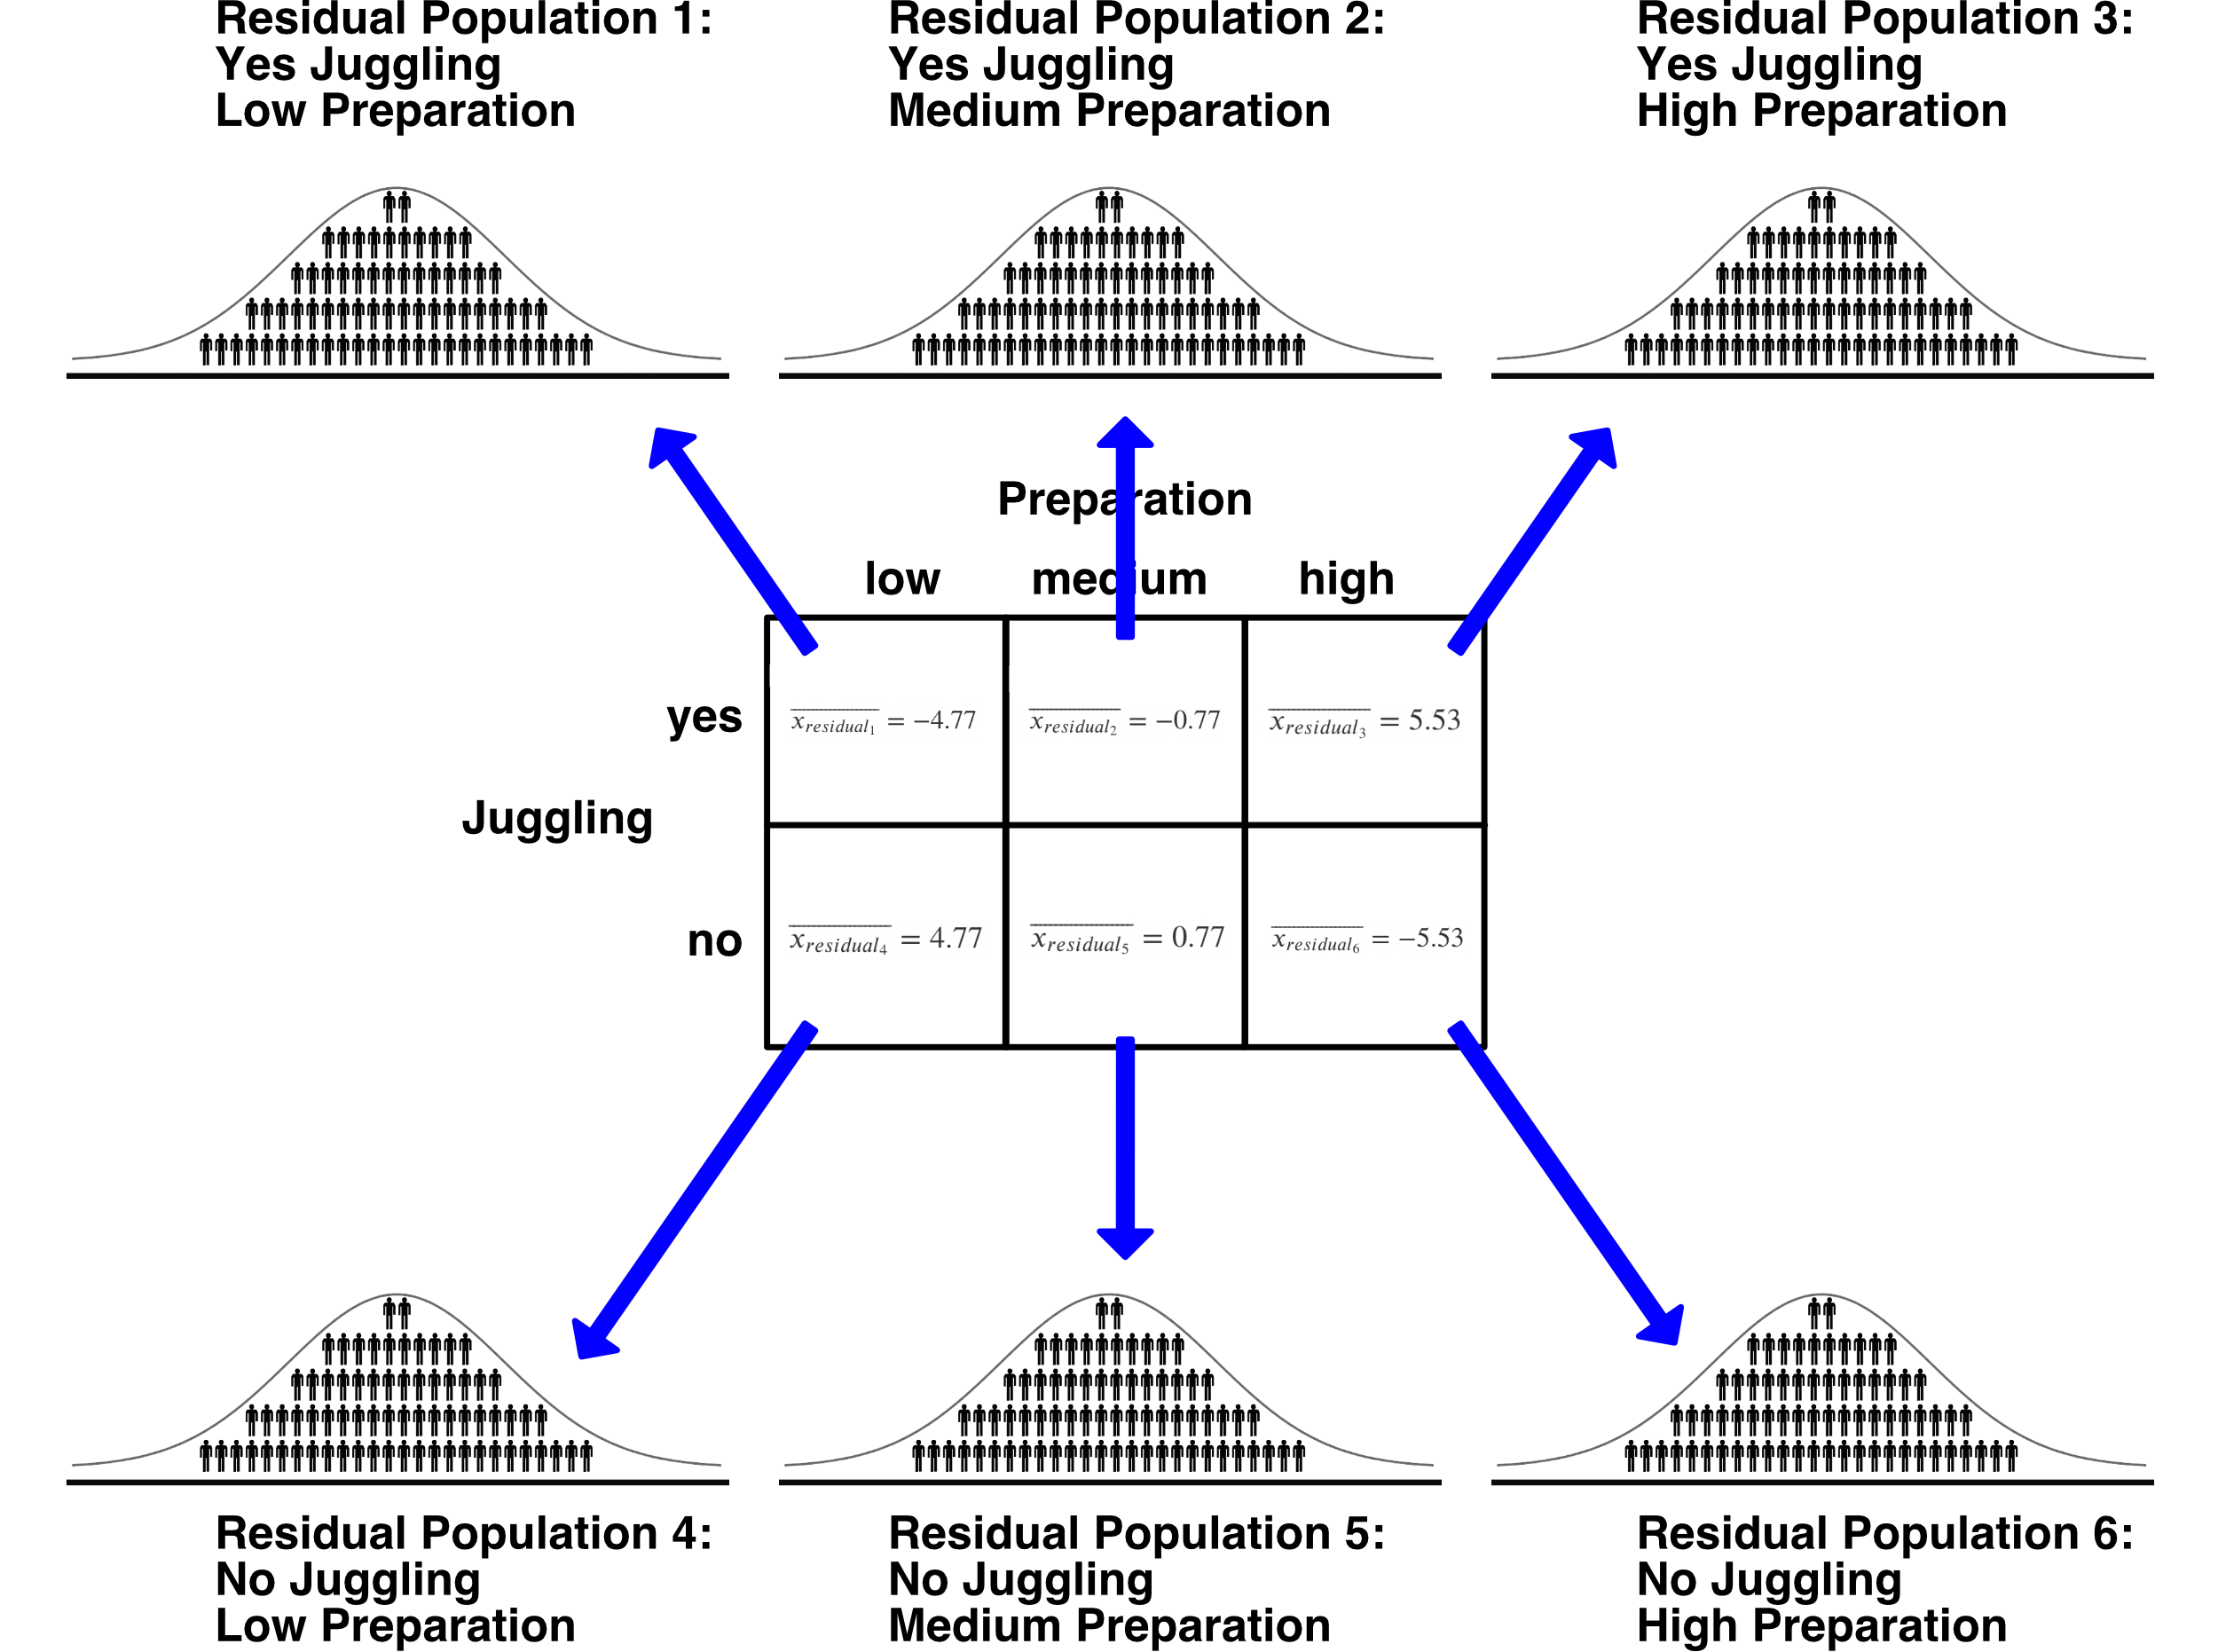 Residual Population 1:
Yes Juggling
Low Preparation
Residual Population 2:
Yes Juggling
Medium Preparation
Residual Population 3:
Yes Juggling
High Preparation
Preparation
low medium high
yes
$\overline{x_{residual_1}} = -4.77$
$\overline{x_{residual_2}} = -0.77$
$\overline{x_{residual_3}} = 5.53$
Juggling
no
$\overline{x_{residual_4}} = 4.77$
$\overline{x_{residual_5}} = 0.77$
$\overline{x_{residual_6}} = -5.53$
Residual Population 4:
No Juggling
Low Preparation
Residual Population 5:
No Juggling
Medium Preparation
Residual Population 6:
No Juggling
High Preparation